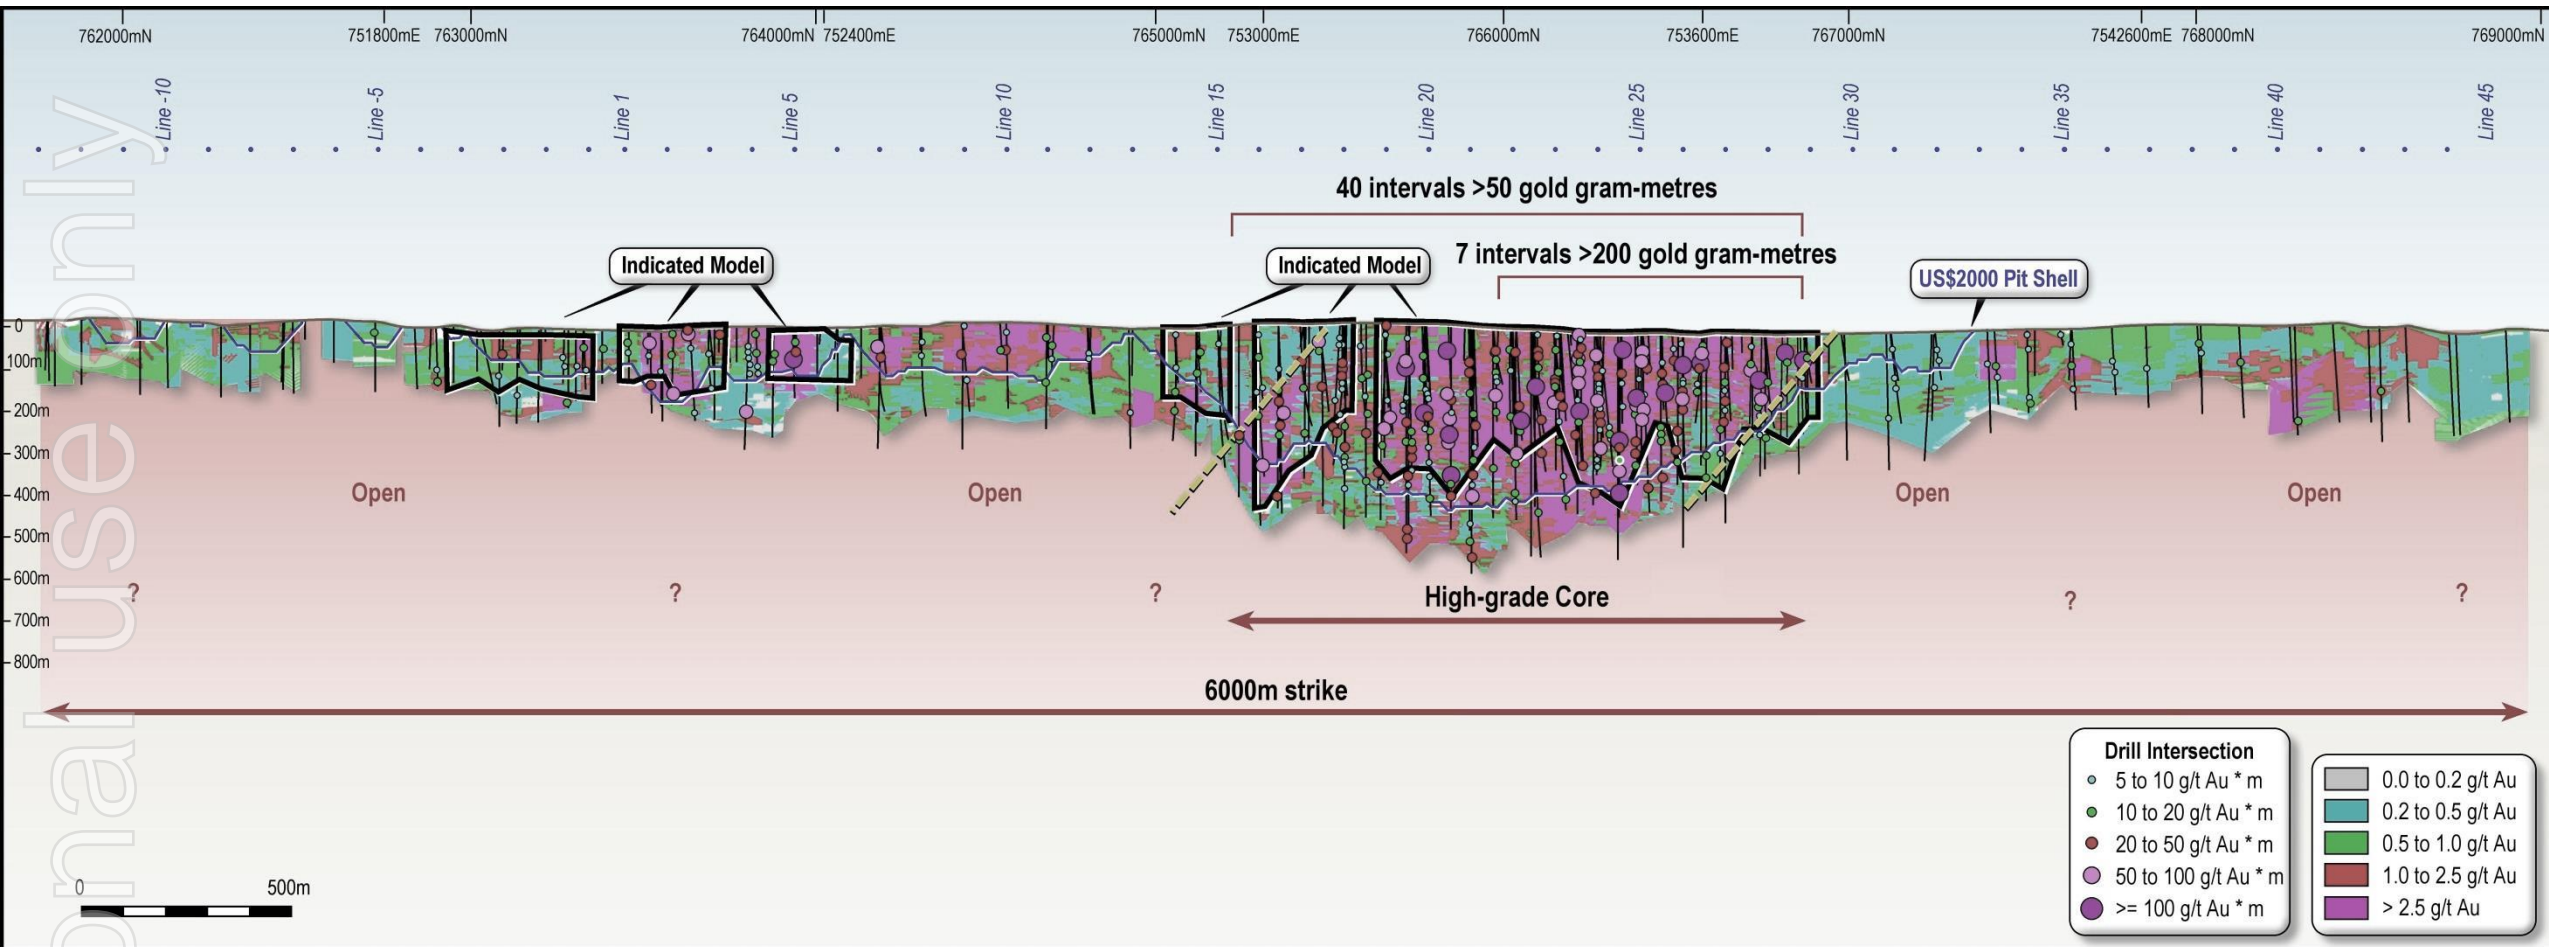 762000mN 751800mE 763000mN 764000mN 752400mE 765000mN 753000mE 766000mN 753600mE 767000mN 7542600mE 768000mN 769000mN
Line -10 Line -5 Line 1 Line 5 Line 10 Line 15 Line 20 Line 25 Line 30 Line 35 Line 40 Line 45
40 intervals >50 gold gram-metres
7 intervals >200 gold gram-metres
Indicated Model
Indicated Model
US$2000 Pit Shell
0
100m
200m
300m
400m
500m
600m
700m
800m
Open Open Open Open
? ? ? ? ?
High-grade Core
6000m strike
0 500m
Drill Intersection
5 to 10 g/t Au * m
10 to 20 g/t Au * m
20 to 50 g/t Au * m
50 to 100 g/t Au * m
>= 100 g/t Au * m
0.0 to 0.2 g/t Au
0.2 to 0.5 g/t Au
0.5 to 1.0 g/t Au
1.0 to 2.5 g/t Au
> 2.5 g/t Au
onal use only